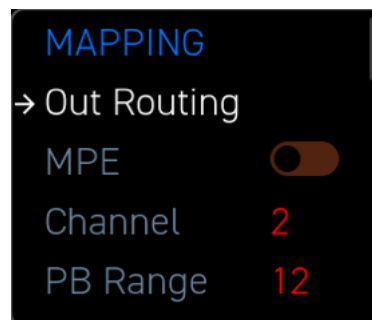 MAPPING
→ Out Routing
MPE
Channel 2
PB Range 12